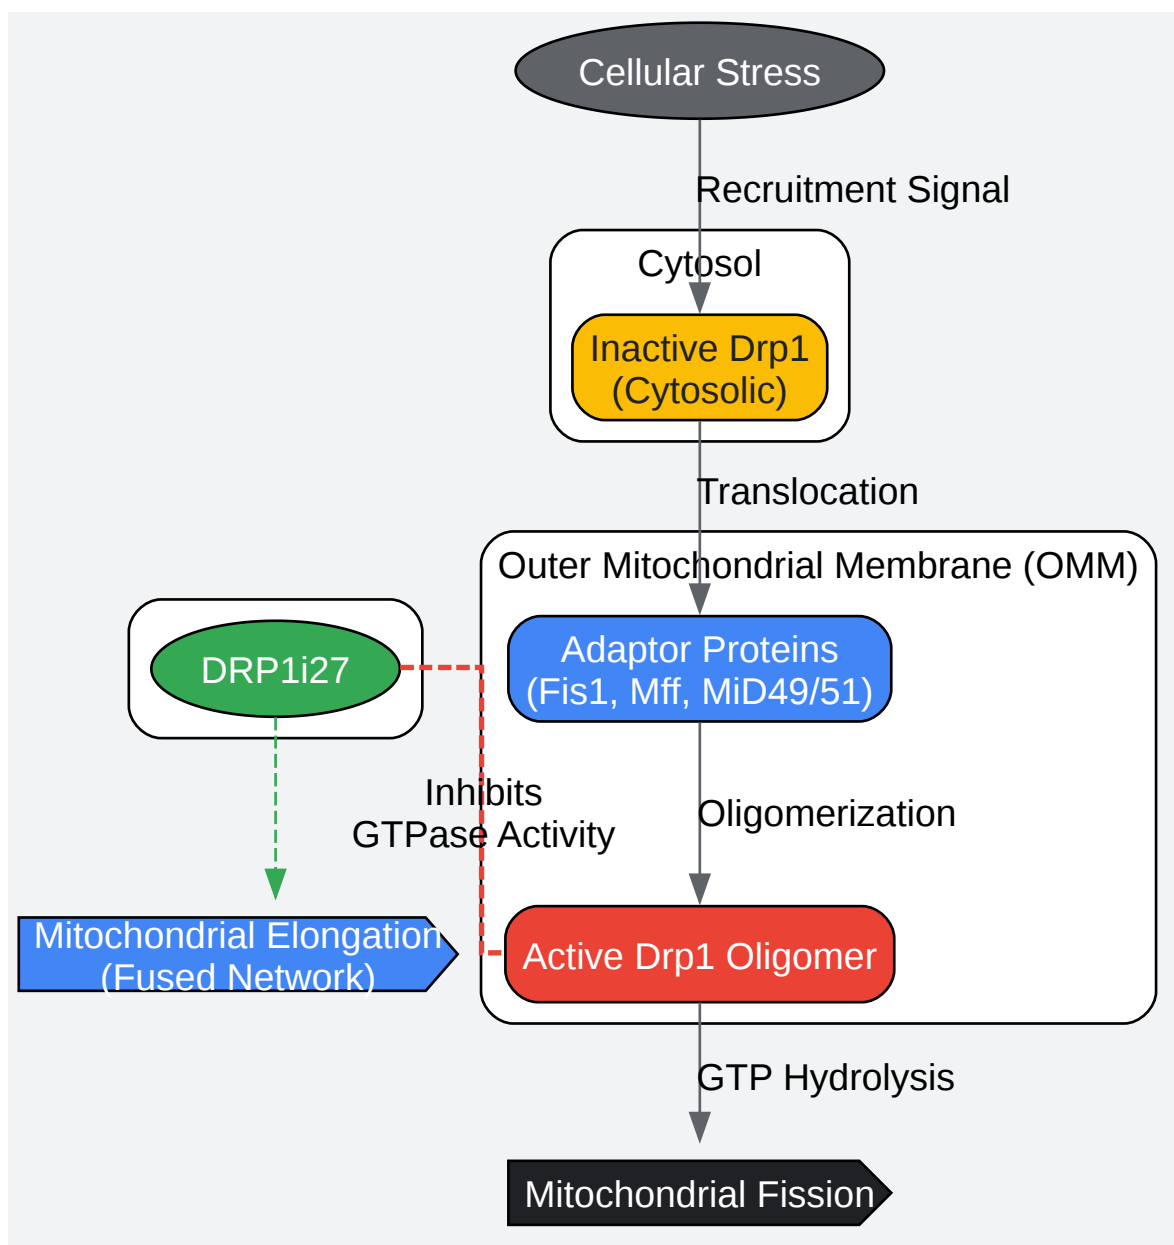 Cellular Stress
Recruitment Signal
Cytosol
Inactive Drp1
(Cytosolic)
Translocation
Outer Mitochondrial Membrane (OMM)
Adaptor Proteins
(Fis1, Mff, MiD49/51)
DRP1i27
Inhibits
GTPase Activity
Oligomerization
Mitochondrial Elongation
(Fused Network)
Active Drp1 Oligomer
GTP Hydrolysis
Mitochondrial Fission